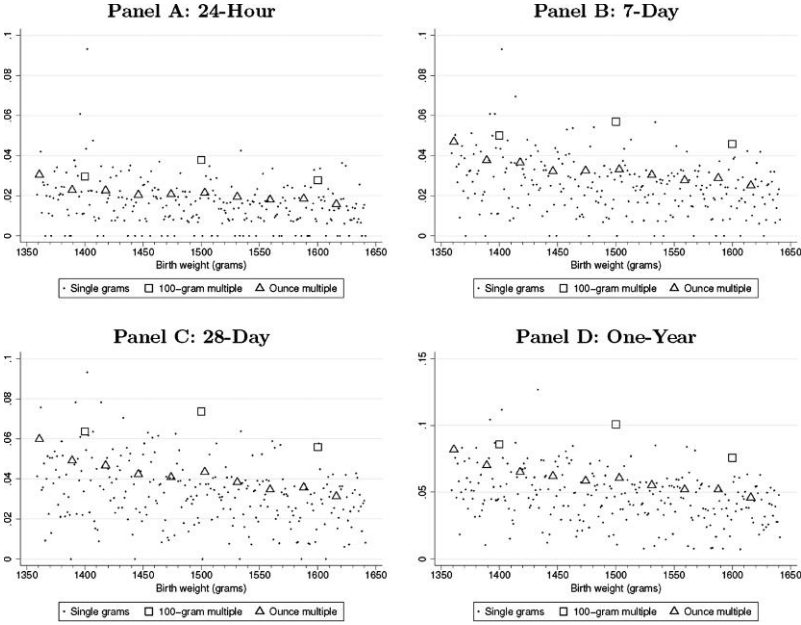 Panel A: 24-Hour
.1
.08
.06
.04
.02
0
1350 1400 1450 1500 1550 1600 1650
Birth weight (grams)
Single grams 100-gram multiple Ounce multiple
Panel B: 7-Day
.1
.08
.06
.04
.02
0
1350 1400 1450 1500 1550 1600 1650
Birth weight (grams)
Single grams 100-gram multiple Ounce multiple
Panel C: 28-Day
.1
.08
.06
.04
.02
0
1350 1400 1450 1500 1550 1600 1650
Birth weight (grams)
Single grams 100-gram multiple Ounce multiple
Panel D: One-Year
.15
.1
.05
0
1350 1400 1450 1500 1550 1600 1650
Birth weight (grams)
Single grams 100-gram multiple Ounce multiple